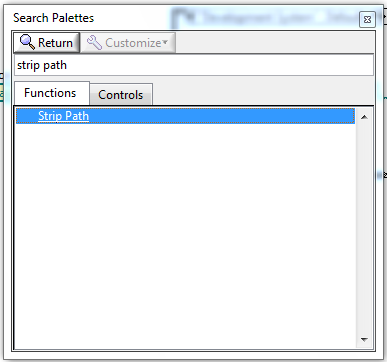 Search Palettes
Return Customize
strip path
Functions Controls
Strip Path